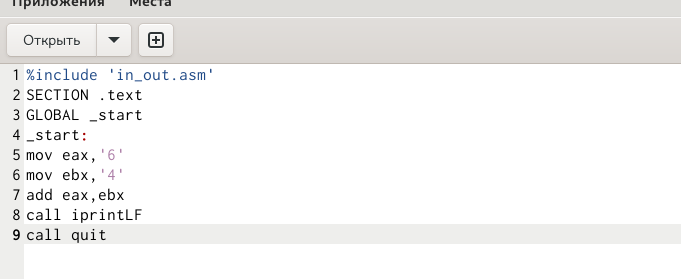 Приложения Места
Открыть
1 %include 'in_out.asm'
2 SECTION .text
3 GLOBAL _start
4 _start:
5 mov eax,'6'
6 mov ebx,'4'
7 add eax,ebx
8 call iprintLF
9 call quit